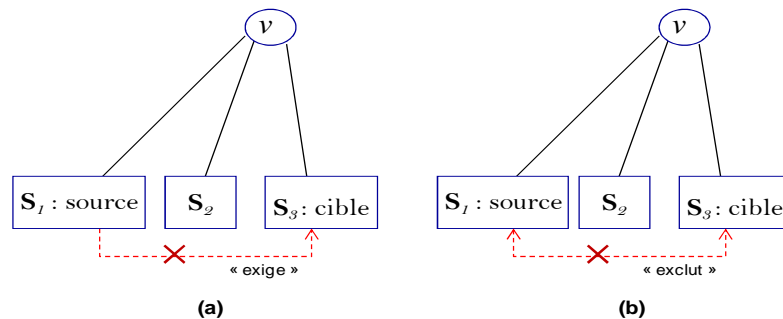 v v
S1 : source S2 S3 : cible S1 : source S2 S3 : cible
« exige » « exclut »
(a) (b)